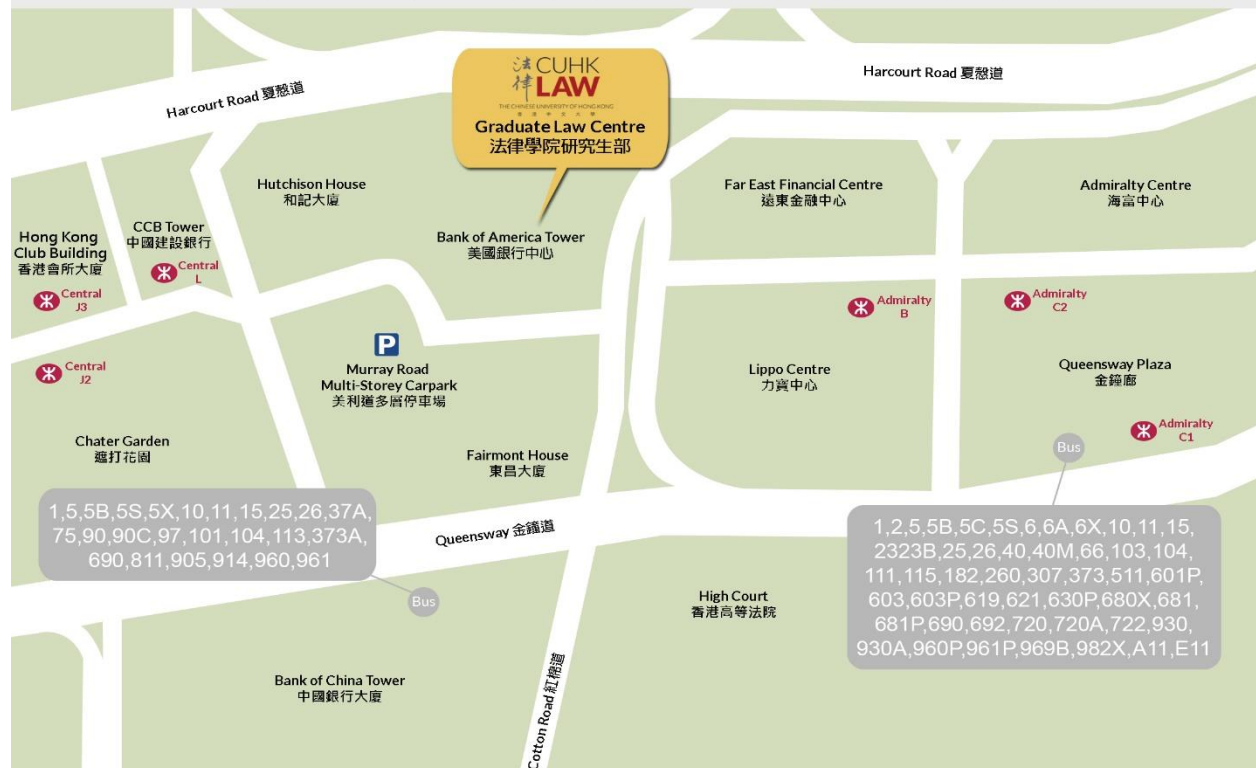 Harcourt Road 夏慤道
Harcourt Road 夏慤道
法律
CUHK
LAW
THE CHINESE UNIVERSITY OF HONG KONG
香港中文大學
Graduate Law Centre
法律學院研究生部
Hutchison House
和記大廈
Far East Financial Centre
遠東金融中心
Admiralty Centre
海富中心
Hong Kong
Club Building
香港會所大廈
CCB Tower
中國建設銀行
Bank of America Tower
美國銀行中心
Central
L
Central
J3
Admiralty
B
Admiralty
C2
P
Central
J2
Murray Road
Multi-Storey Carpark
美利道多層停車場
Lippo Centre
力寶中心
Queensway Plaza
金鐘廊
Admiralty
C1
Chater Garden
遮打花園
Fairmont House
東昌大廈
Bus
1,5,5B,5S,5X,10,11,15,25,26,37A,
75,90,90C,97,101,104,113,373A,
690,811,905,914,960,961
Queensway 金鐘道
1,2,5,5B,5C,5S,6,6A,6X,10,11,15,
2323B,25,26,40,40M,66,103,104,
111,115,182,260,307,373,511,601P,
603,603P,619,621,630P,680X,681,
681P,690,692,720,720A,722,930,
930A,960P,961P,969B,982X,A11,E11
Bus
High Court
香港高等法院
Bank of China Tower
中國銀行大廈
Cotton Road 紅棉道